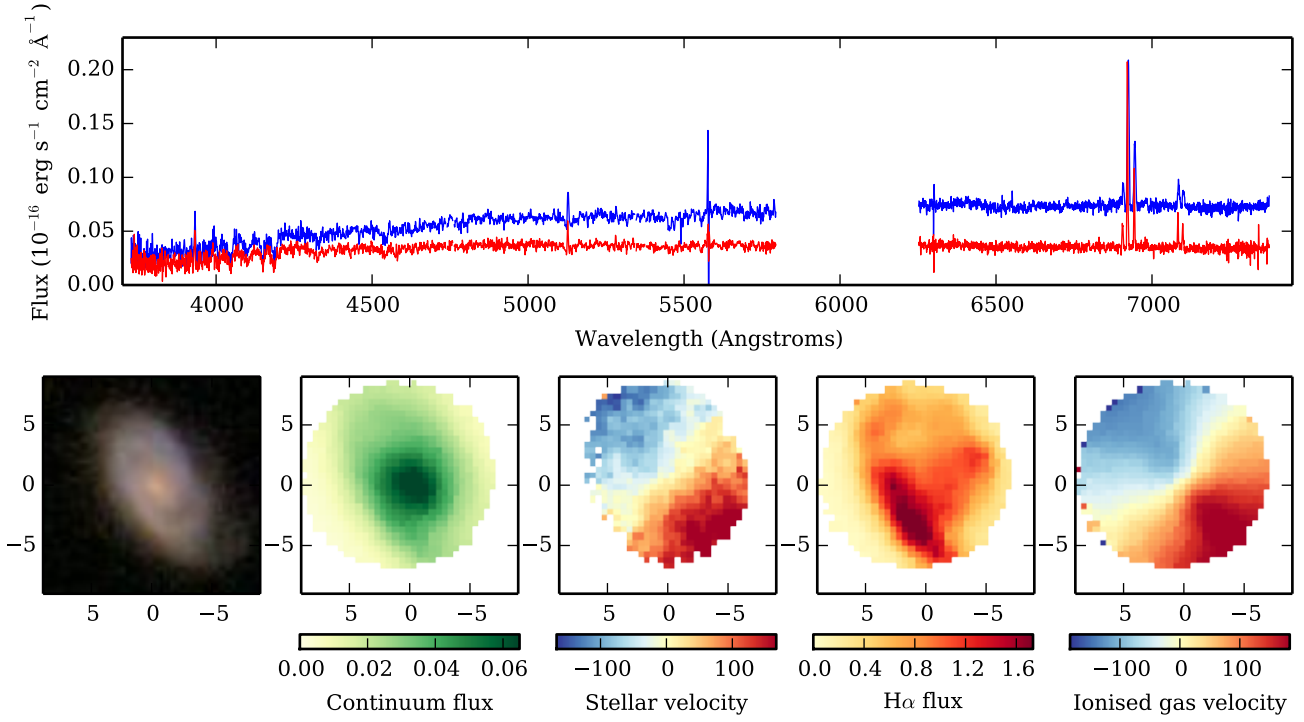 0.20
0.15
0.10
0.05
0.00
Flux (10⁻¹⁶ erg s⁻¹ cm⁻² Å⁻¹)
4000 4500 5000 5500 6000 6500 7000
Wavelength (Angstroms)
5 5 5 5 5
0 0 0 0 0
−5 −5 −5 −5 −5
5 0 −5 5 0 −5 5 0 −5 5 0 −5 5 0 −5
0.00 0.02 0.04 0.06 −100 0 100 0.0 0.4 0.8 1.2 1.6 −100 0 100
Continuum flux Stellar velocity Hα flux Ionised gas velocity